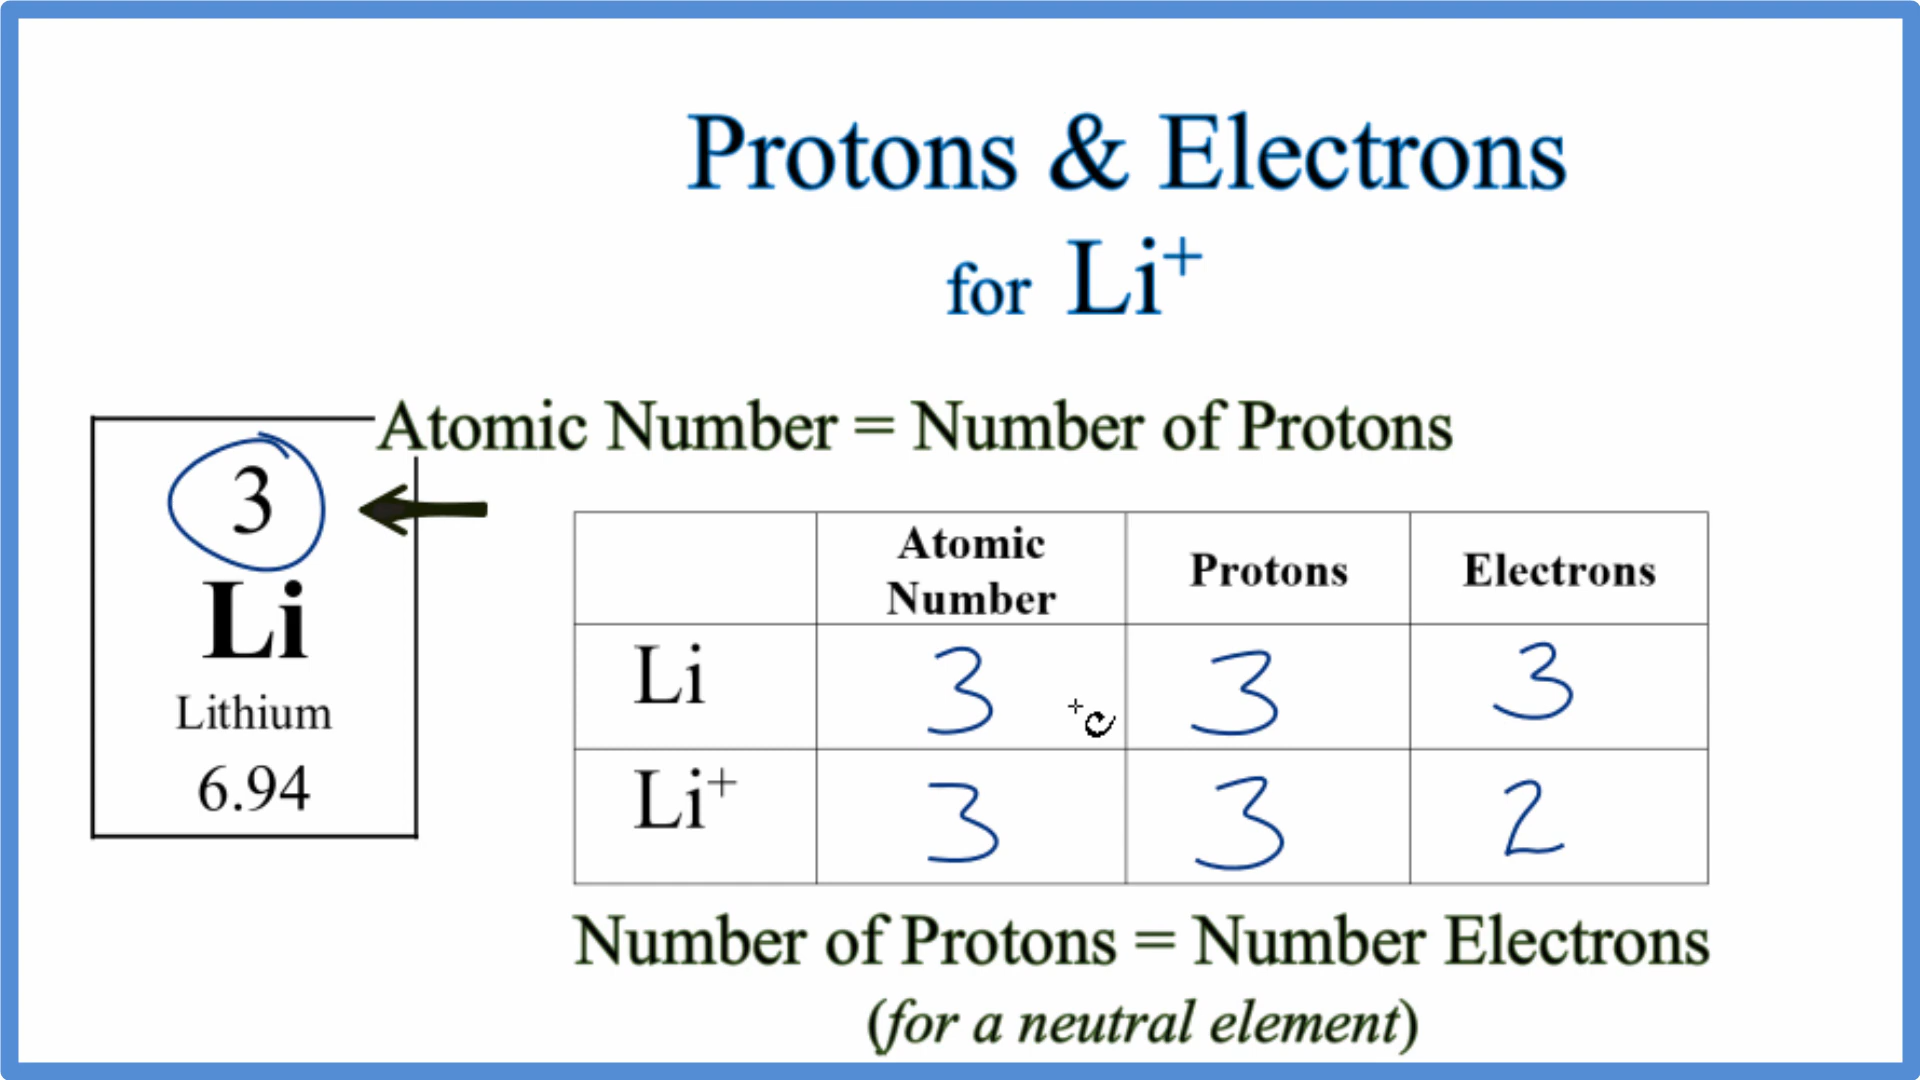 Protons & Electrons
for Li⁺
Atomic Number = Number of Protons
3
Li
Lithium
6.94
Atomic Number Protons Electrons
Li 3 3 3
Li⁺ 3 3 2
Number of Protons = Number Electrons
(for a neutral element)